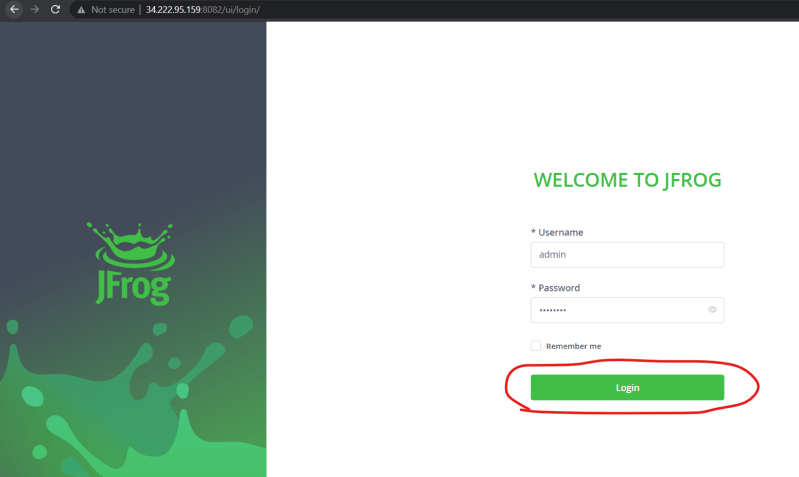 Not secure | 34.222.95.159:8082/ui/login/
WELCOME TO JFROG
* Username
admin
* Password
••••••••
Remember me
Login
JFrog